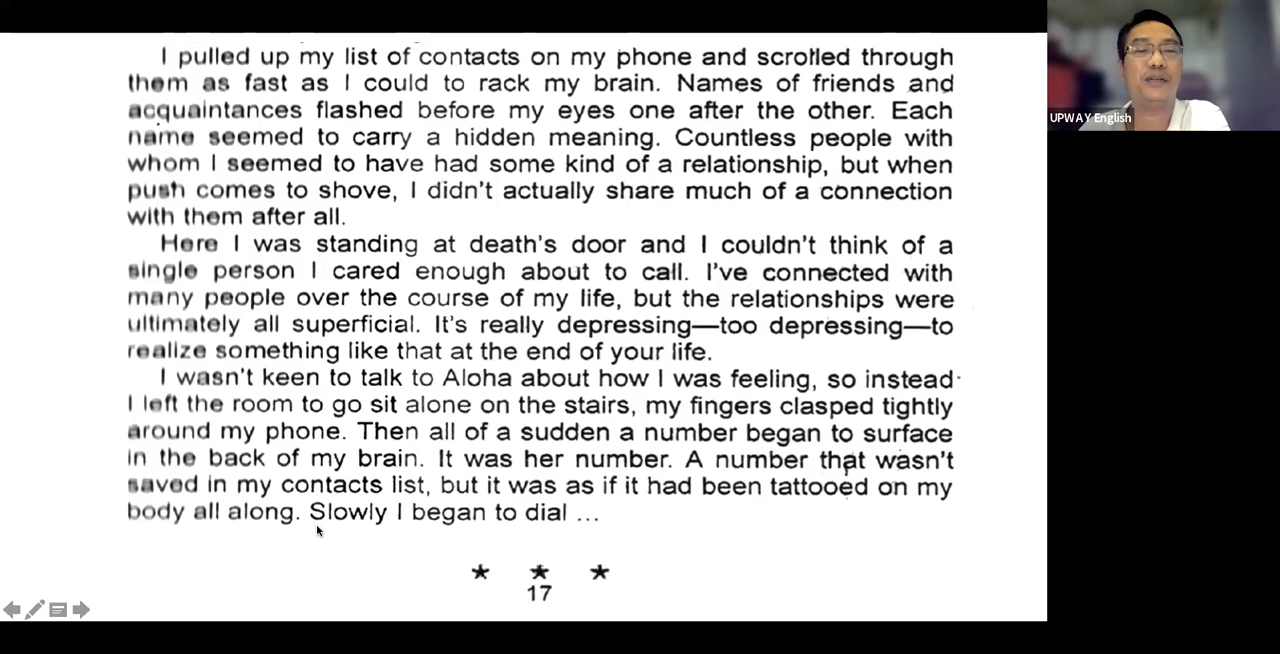 I pulled up my list of contacts on my phone and scrolled through
them as fast as I could to rack my brain. Names of friends and
acquaintances flashed before my eyes one after the other. Each
name seemed to carry a hidden meaning. Countless people with
whom I seemed to have had some kind of a relationship, but when
push comes to shove, I didn't actually share much of a connection
with them after all.
Here I was standing at death's door and I couldn't think of a
single person I cared enough about to call. I've connected with
many people over the course of my life, but the relationships were
ultimately all superficial. It's really depressing—too depressing—to
realize something like that at the end of your life.
I wasn't keen to talk to Aloha about how I was feeling, so instead
I left the room to go sit alone on the stairs, my fingers clasped tightly
around my phone. Then all of a sudden a number began to surface
in the back of my brain. It was her number. A number that wasn't
saved in my contacts list, but it was as if it had been tattooed on my
body all along. Slowly I began to dial ...
★ ★ ★
17
UPWAY English